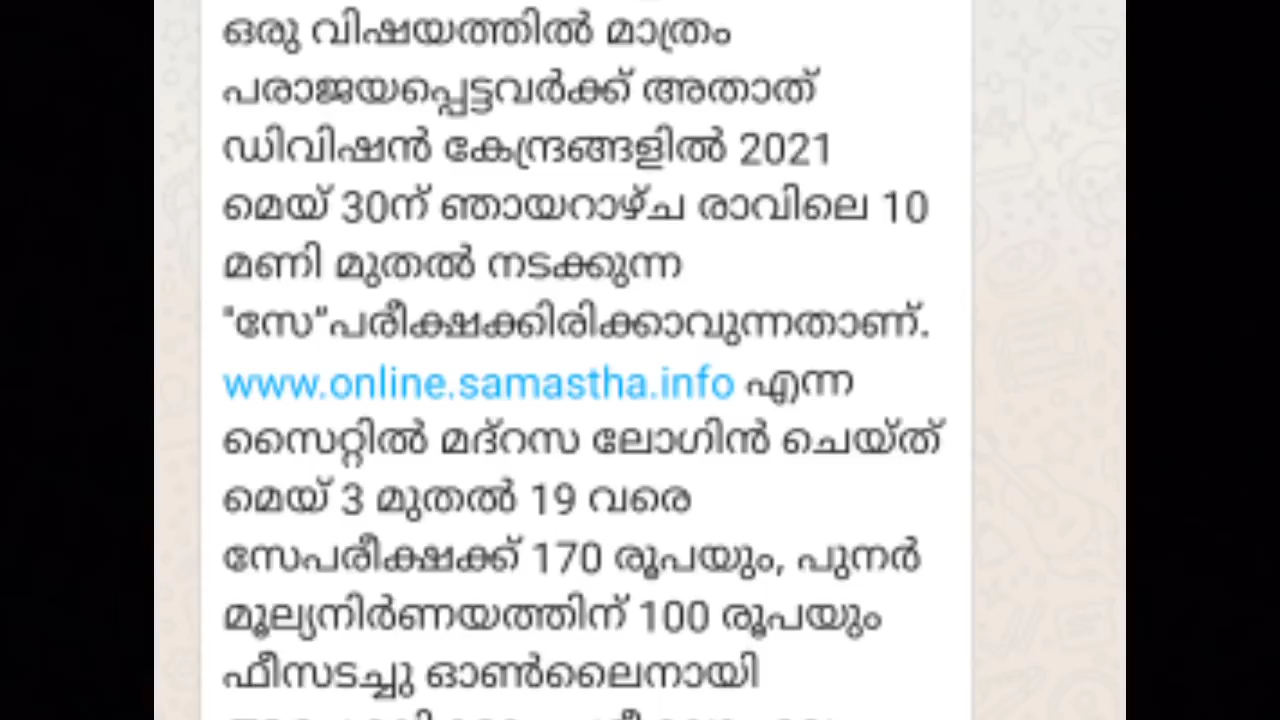 ഒരു വിഷയത്തിൽ മാത്രം
പരാജയപ്പെട്ടവർക്ക് അതാത്
ഡിവിഷൻ കേന്ദ്രങ്ങളിൽ 2021
മെയ് 30ന് ഞായറാഴ്ച രാവിലെ 10
മണി മുതൽ നടക്കുന്ന
"സേ"പരീക്ഷക്കിരിക്കാവുന്നതാണ്.
www.online.samastha.info എന്ന
സൈറ്റിൽ മദ്റസ ലോഗിൻ ചെയ്ത്
മെയ് 3 മുതൽ 19 വരെ
സേപരീക്ഷക്ക് 170 രൂപയും, പുനർ
മൂല്യനിർണയത്തിന് 100 രൂപയും
ഫീസടച്ചു ഓൺലൈനായി